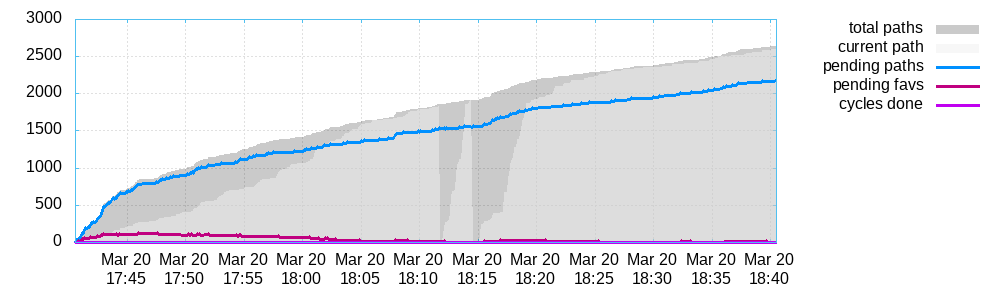 3000
2500
2000
1500
1000
500
0
Mar 20 Mar 20 Mar 20 Mar 20 Mar 20 Mar 20 Mar 20 Mar 20 Mar 20 Mar 20 Mar 20 Mar 20
17:45 17:50 17:55 18:00 18:05 18:10 18:15 18:20 18:25 18:30 18:35 18:40
total paths
current path
pending paths
pending favs
cycles done